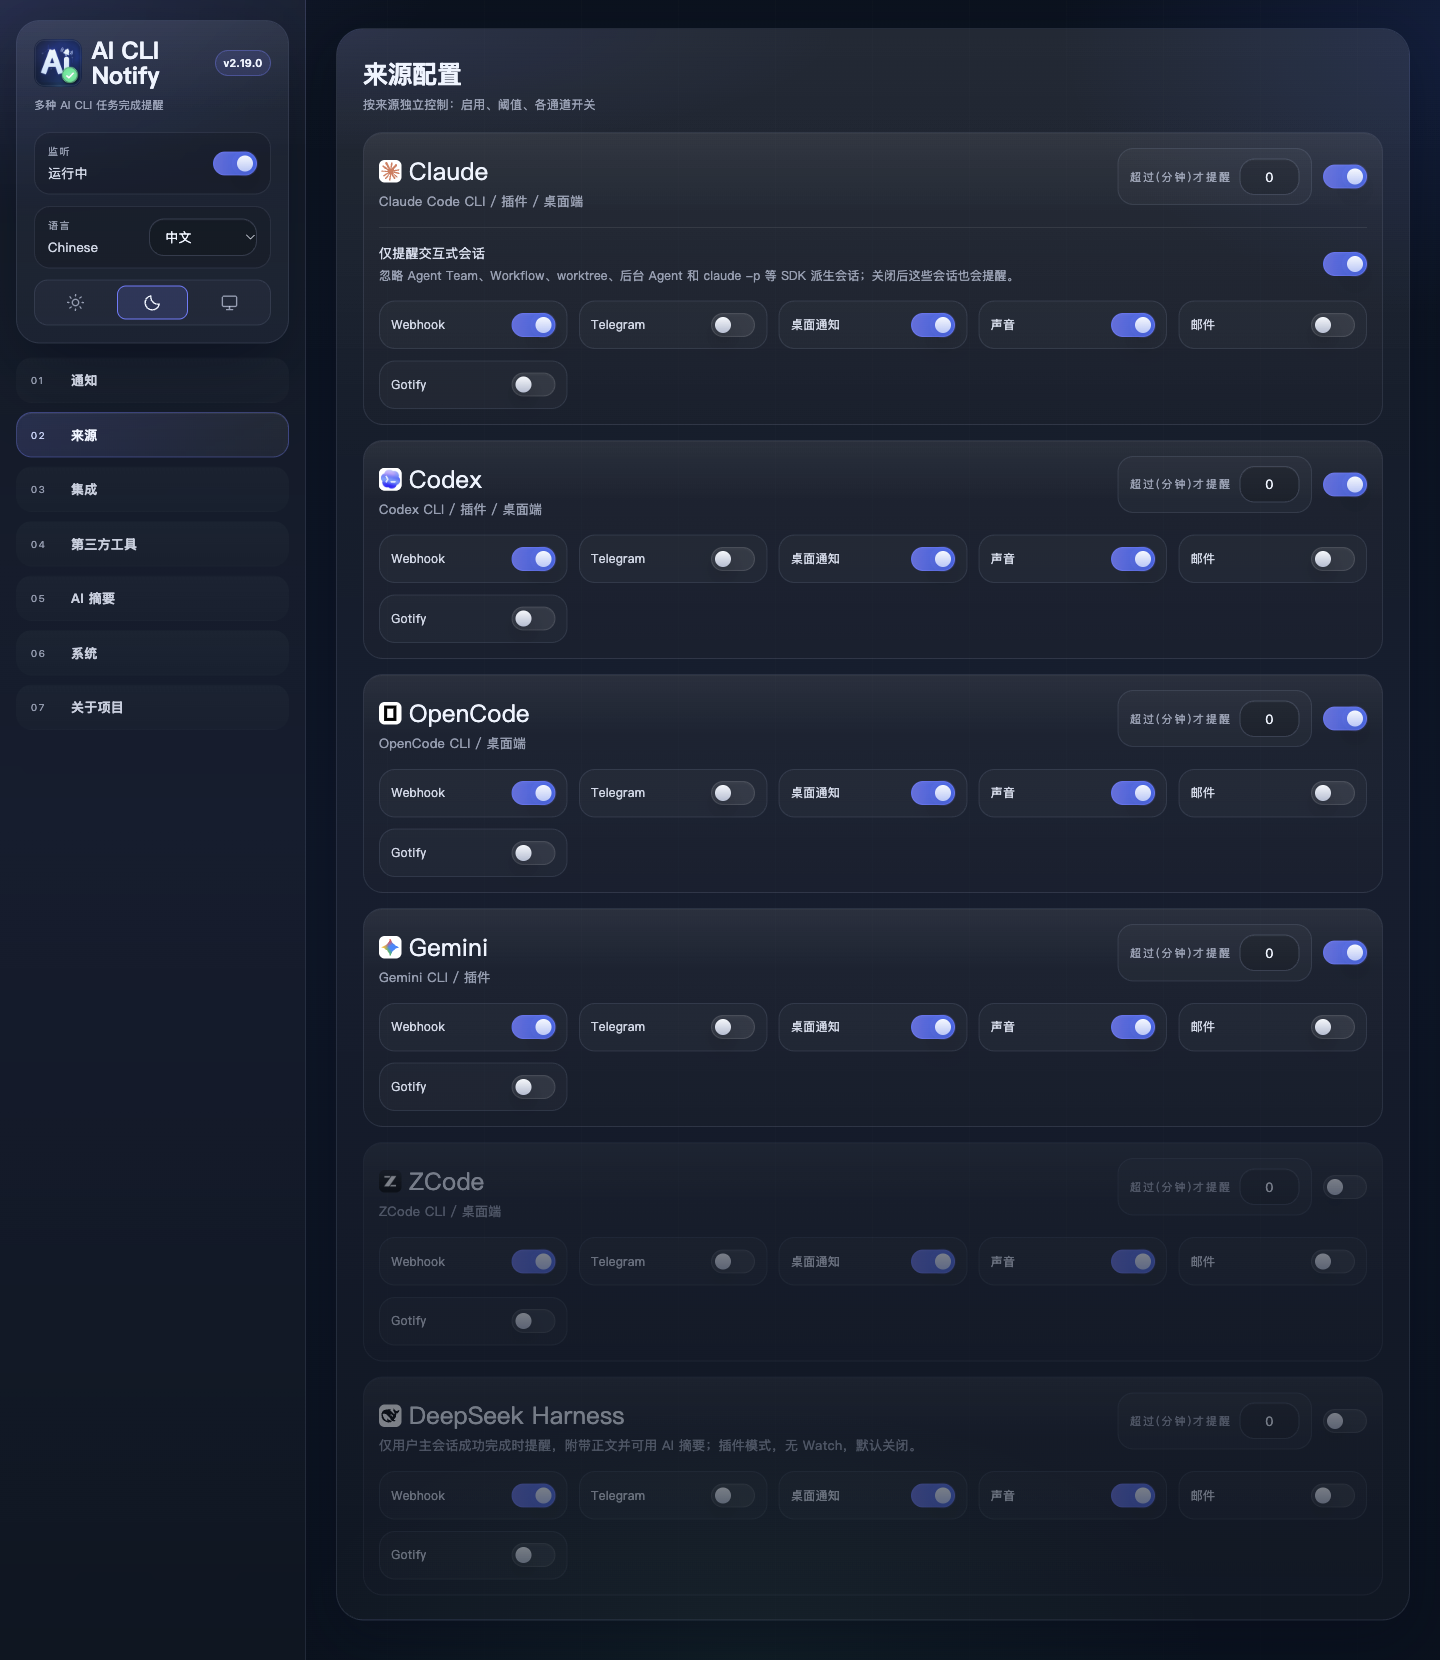 AI CLI
Notify
v2.19.0
多种 AI CLI 任务完成提醒
监听
运行中
语言
Chinese
中文
01 通知
02 来源
03 集成
04 第三方工具
05 AI 摘要
06 系统
07 关于项目
来源配置
按来源独立控制：启用、阈值、各通道开关
Claude
超过(分钟)才提醒 0
Claude Code CLI / 插件 / 桌面端
仅提醒交互式会话
忽略 Agent Team、Workflow、worktree、后台 Agent 和 claude -p 等 SDK 派生会话；关闭后这些会话也会提醒。
Webhook Telegram 桌面通知 声音 邮件
Gotify
Codex
超过(分钟)才提醒 0
Codex CLI / 插件 / 桌面端
Webhook Telegram 桌面通知 声音 邮件
Gotify
OpenCode
超过(分钟)才提醒 0
OpenCode CLI / 桌面端
Webhook Telegram 桌面通知 声音 邮件
Gotify
Gemini
超过(分钟)才提醒 0
Gemini CLI / 插件
Webhook Telegram 桌面通知 声音 邮件
Gotify
ZCode
超过(分钟)才提醒 0
ZCode CLI / 桌面端
Webhook Telegram 桌面通知 声音 邮件
Gotify
DeepSeek Harness
超过(分钟)才提醒 0
仅用户主会话成功完成时提醒，附带正文并可用 AI 摘要；插件模式，无 Watch，默认关闭。
Webhook Telegram 桌面通知 声音 邮件
Gotify